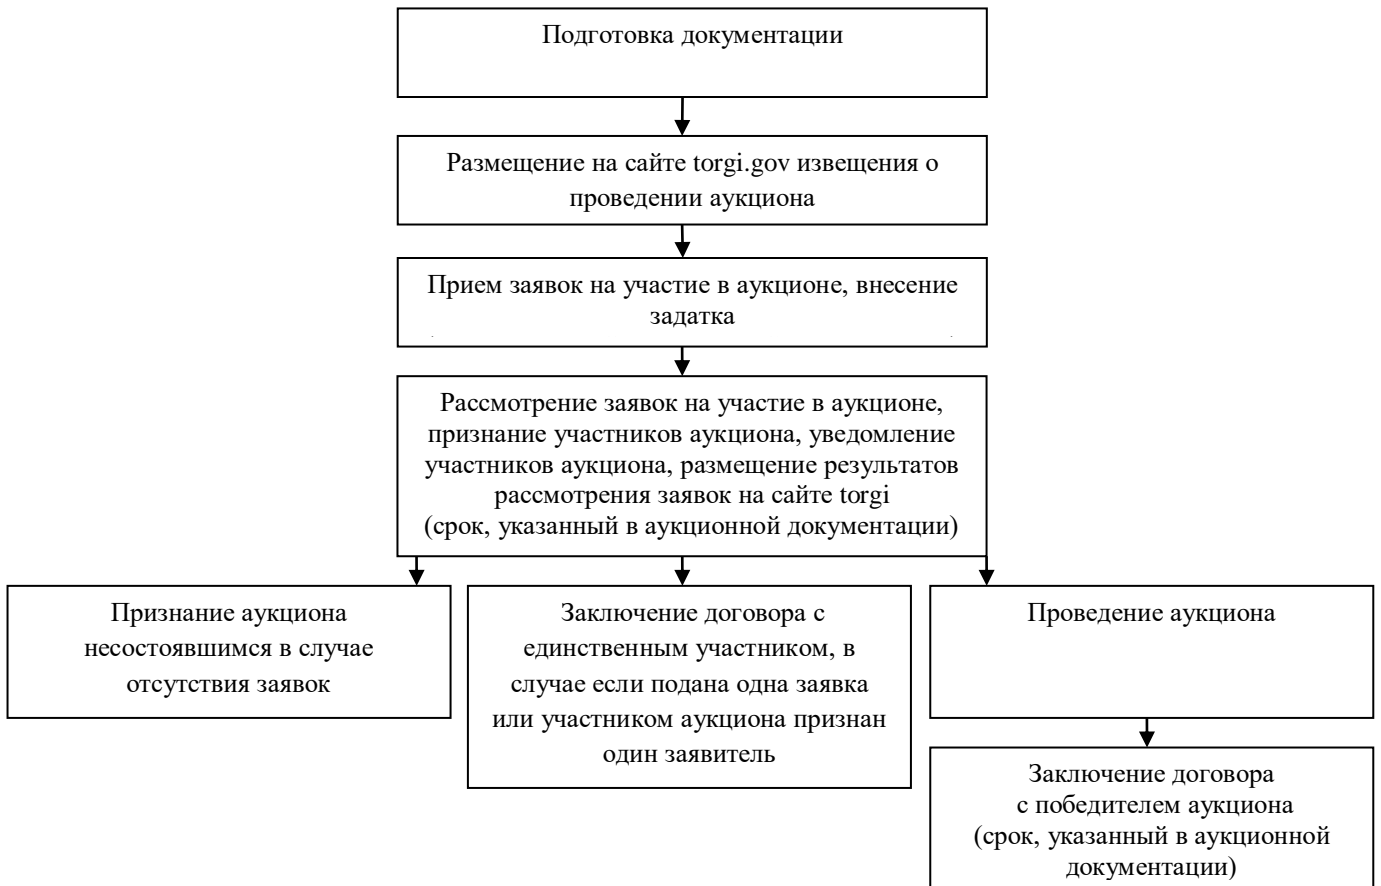 Подготовка документации
Размещение на сайте torgi.gov извещения о
проведении аукциона
Прием заявок на участие в аукционе, внесение
задатка
Рассмотрение заявок на участие в аукционе,
признание участников аукциона, уведомление
участников аукциона, размещение результатов
рассмотрения заявок на сайте torgi
(срок, указанный в аукционной документации)
Признание аукциона
несостоявшимся в случае
отсутствия заявок
Заключение договора с
единственным участником, в
случае если подана одна заявка
или участником аукциона признан
один заявитель
Проведение аукциона
Заключение договора
с победителем аукциона
(срок, указанный в аукционной
документации)